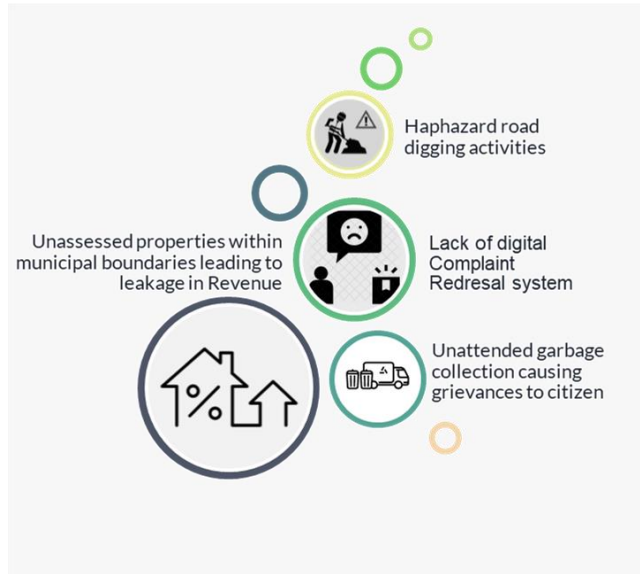 Haphazard road
digging activities
Unassessed properties within
municipal boundaries leading to
leakage in Revenue
Lack of digital
Complaint
Redresal system
Unattended garbage
collection causing
grievances to citizen